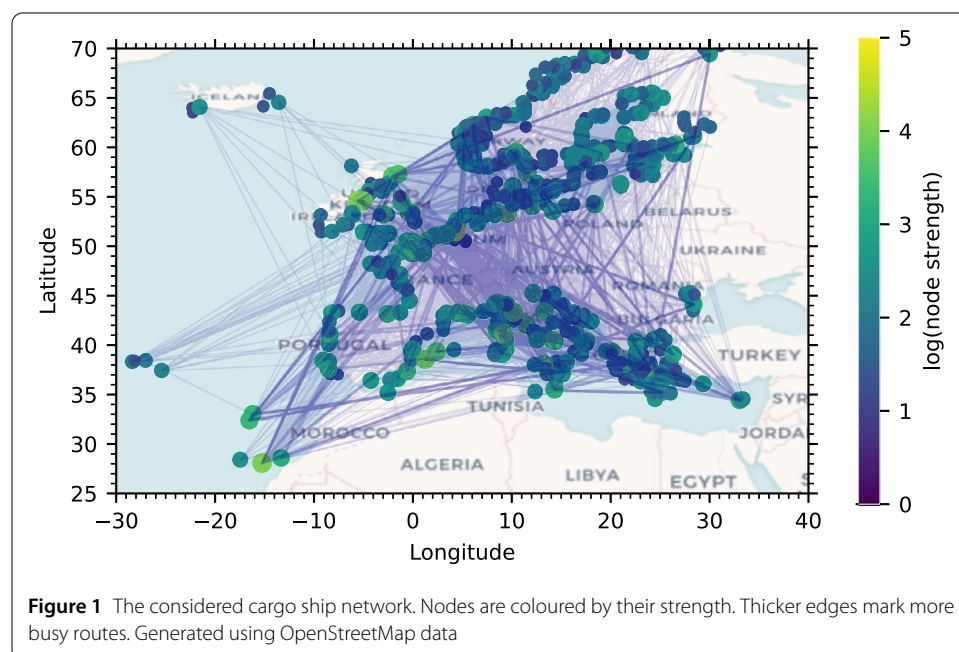 70
65
60
55
50
45
40
35
30
25
Latitude
−30 −20 −10 0 10 20 30 40
Longitude
ICELAND
BELARUS
POLAND
UKRAINE
AUSTRIA
ROMANIA
BULGARIA
PORTUGAL
TURKEY
TUNISIA
SYR
MOROCCO
JORDA
ALGERIA
LIBYA
EGYPT
5
4
3
2
1
0
log(node strength)
Figure 1 The considered cargo ship network. Nodes are coloured by their strength. Thicker edges mark more
busy routes. Generated using OpenStreetMap data